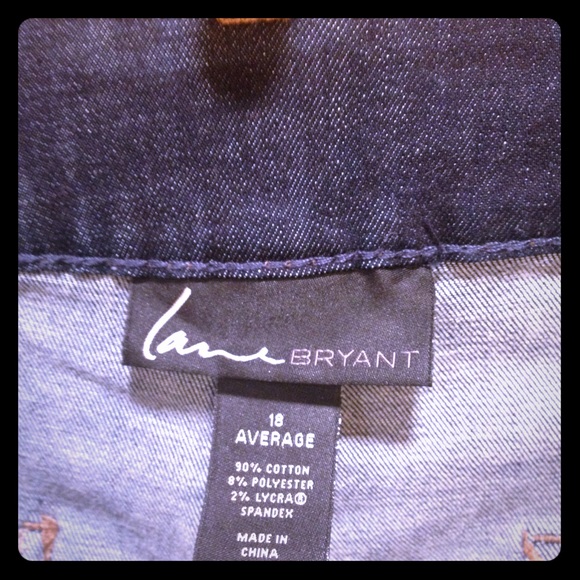 lane BRYANT
18
AVERAGE
90% COTTON
8% POLYESTER
2% LYCRA®
SPANDEX
MADE IN
CHINA